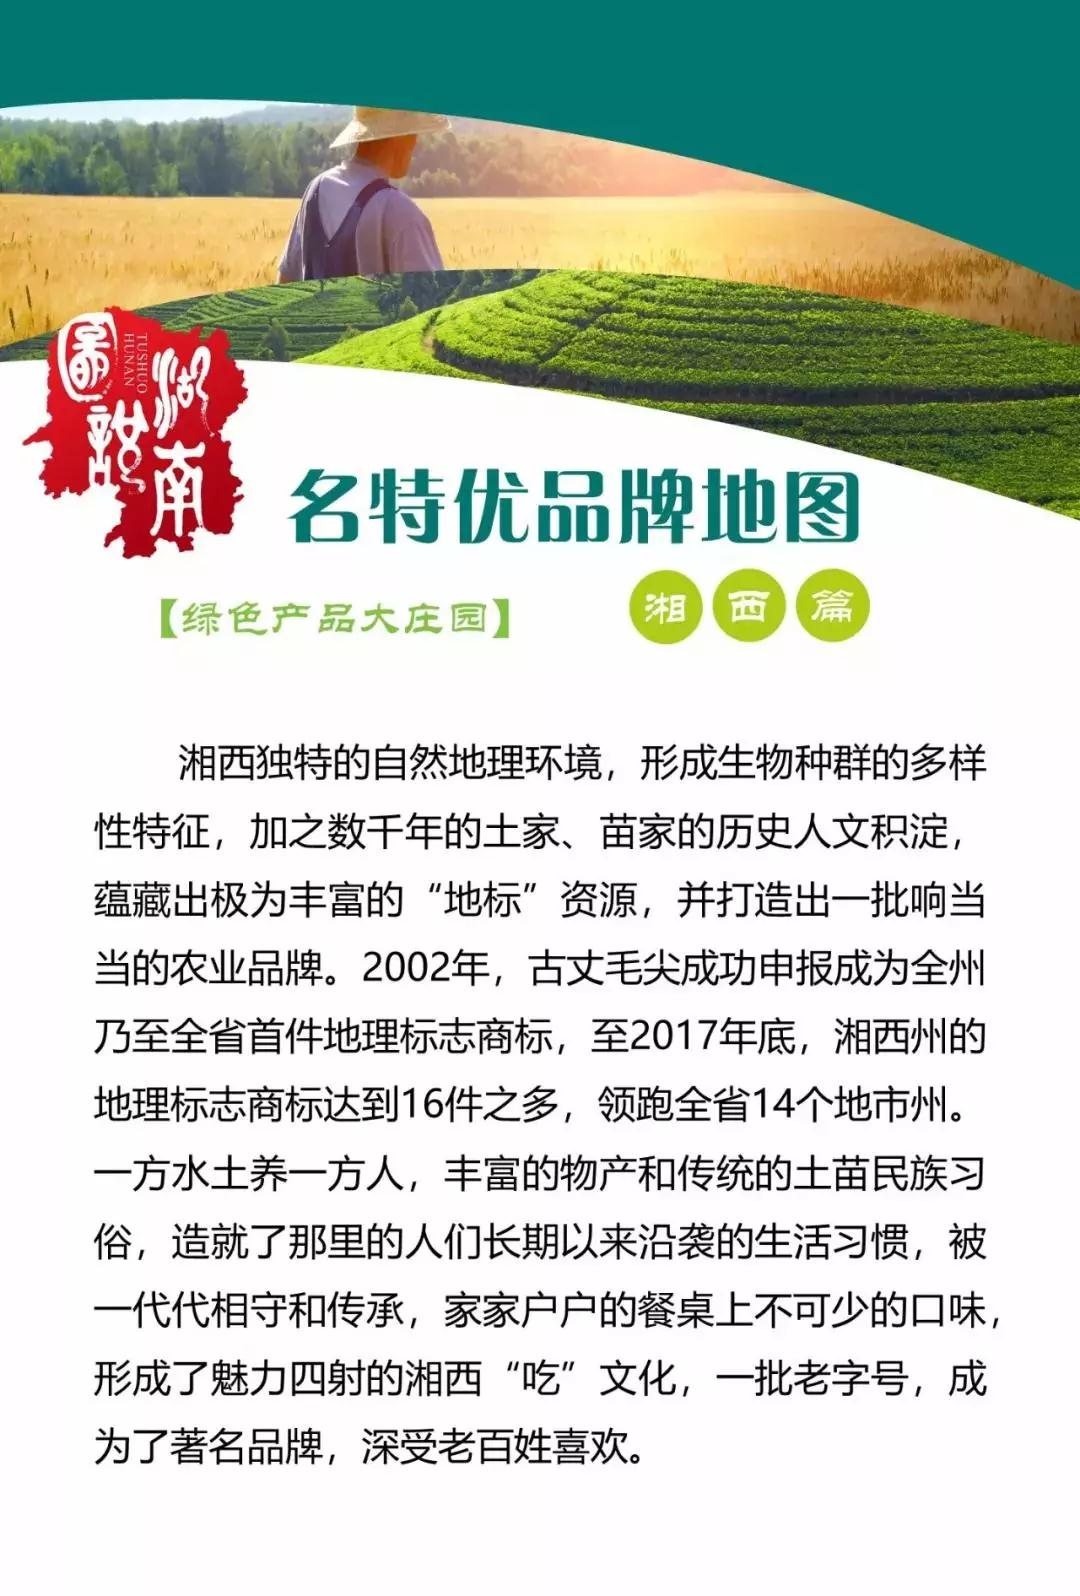 圖說湖南
TUSHUO
HUNAN
名特优品牌地图
【绿色产品大庄园】
湘西篇
湘西独特的自然地理环境，形成生物种群的多样
性特征，加之数千年的土家、苗家的历史人文积淀，
蕴藏出极为丰富的“地标”资源，并打造出一批响当
当的农业品牌。2002年，古丈毛尖成功申报成为全州
乃至全省首件地理标志商标，至2017年底，湘西州的
地理标志商标达到16件之多，领跑全省14个地市州。
一方水土养一方人，丰富的物产和传统的土苗民族习
俗，造就了那里的人们长期以来沿袭的生活习惯，被
一代代相守和传承，家家户户的餐桌上不可少的口味，
形成了魅力四射的湘西“吃”文化，一批老字号，成
为了著名品牌，深受老百姓喜欢。